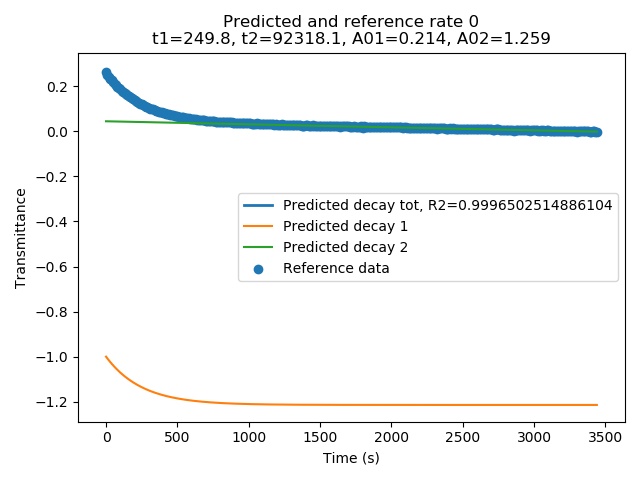 Predicted and reference rate 0
t1=249.8, t2=92318.1, A01=0.214, A02=1.259
Transmittance
0.2
0.0
−0.2
−0.4
−0.6
−0.8
−1.0
−1.2
Predicted decay tot, R2=0.9996502514886104
Predicted decay 1
Predicted decay 2
Reference data
0 500 1000 1500 2000 2500 3000 3500
Time (s)